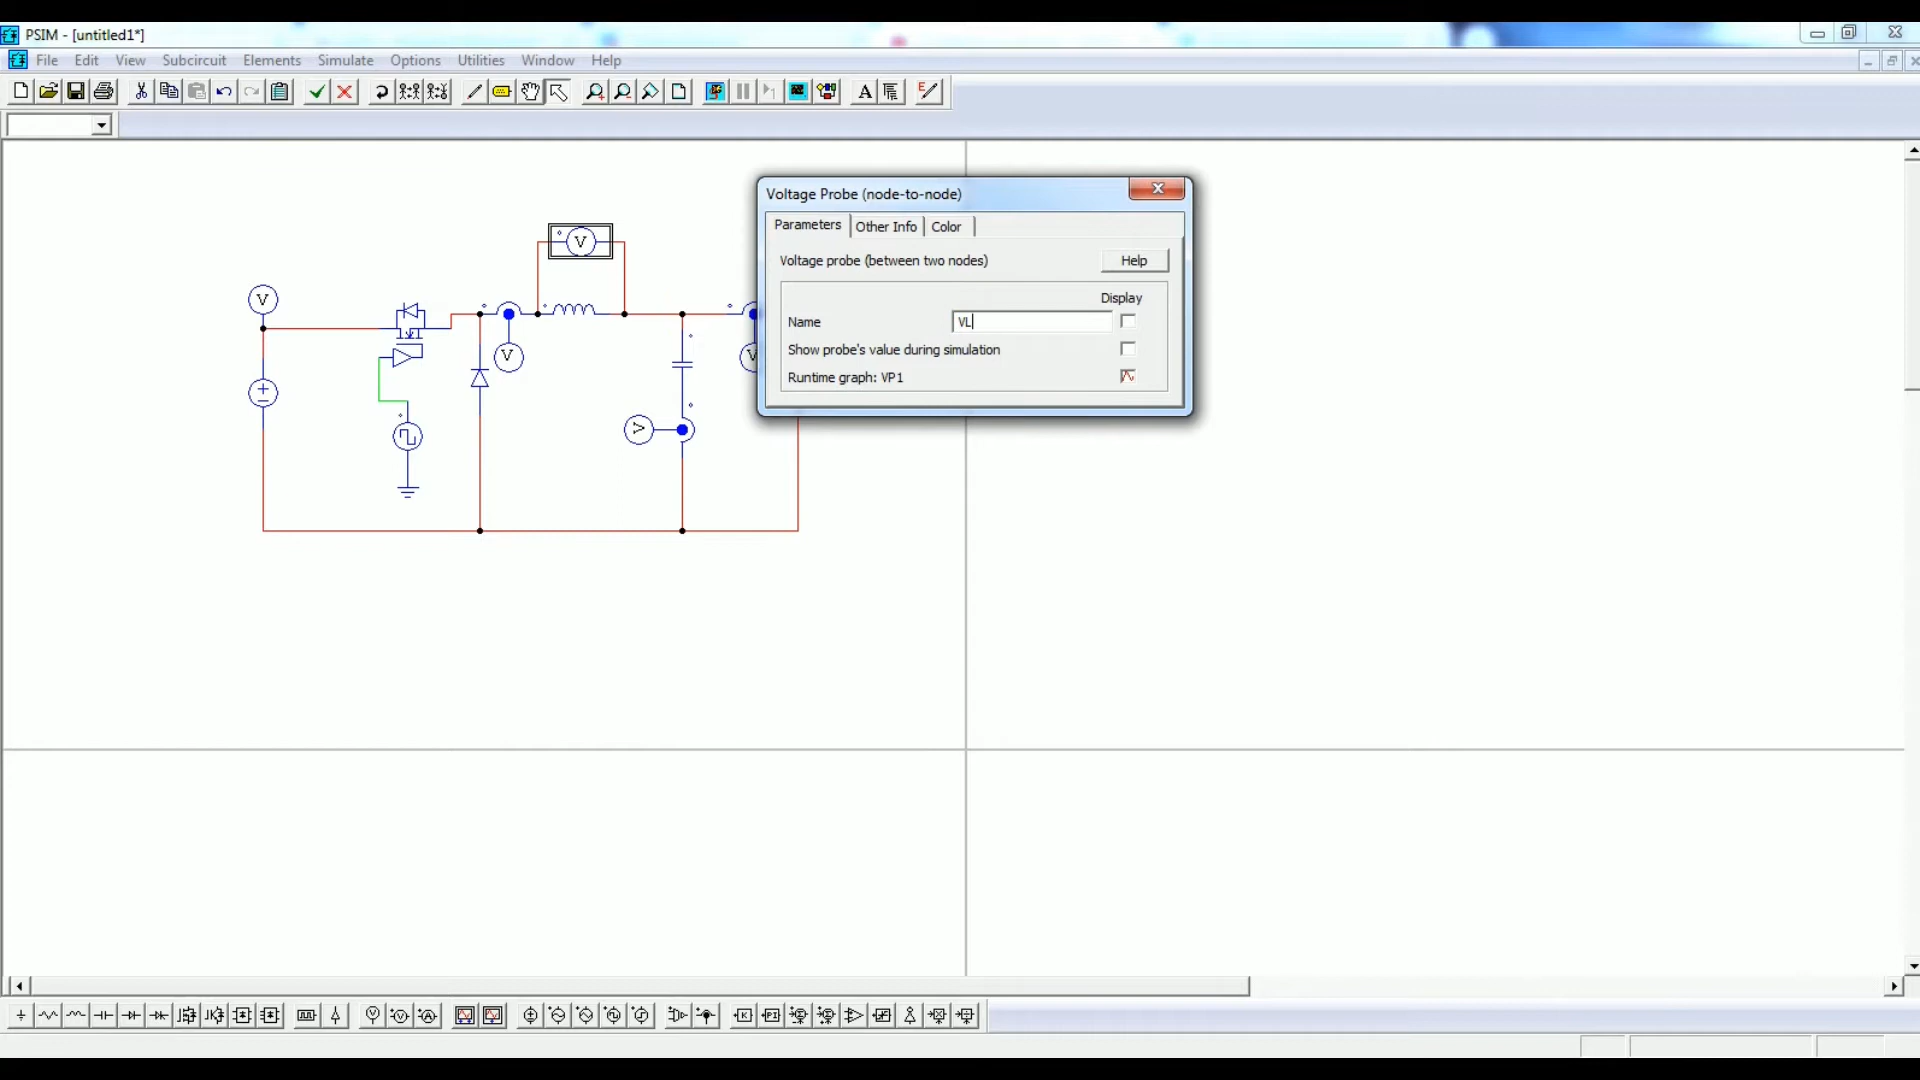 PSIM - [untitled1*]
File Edit View Subcircuit Elements Simulate Options Utilities Window Help
A E
Voltage Probe (node-to-node)
Parameters Other Info Color
Voltage probe (between two nodes) Help
Display
Name VL
Show probe's value during simulation
Runtime graph: VP1
V
V
V
V
V
K PI
V V A